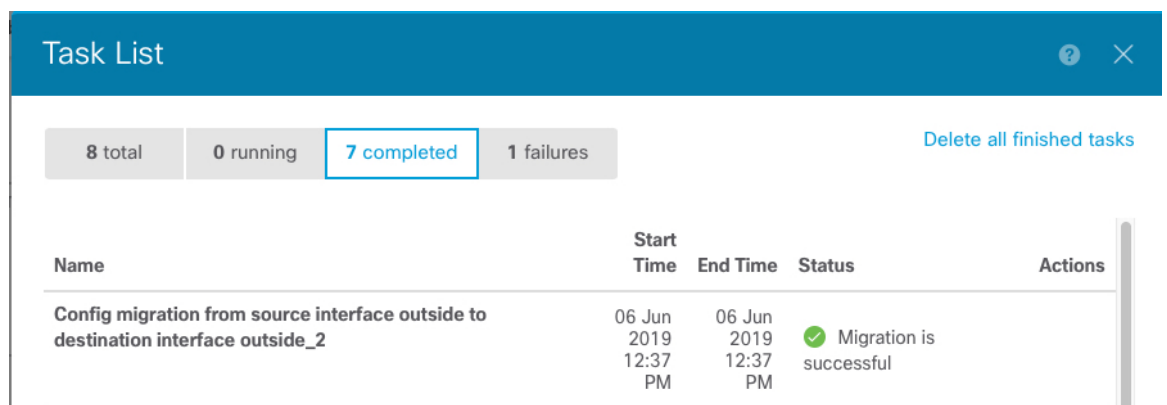 Task List
8 total 0 running 7 completed 1 failures Delete all finished tasks
Name Start Time End Time Status Actions
Config migration from source interface outside to
destination interface outside_2
06 Jun
2019
12:37
PM
06 Jun
2019
12:37
PM
Migration is
successful